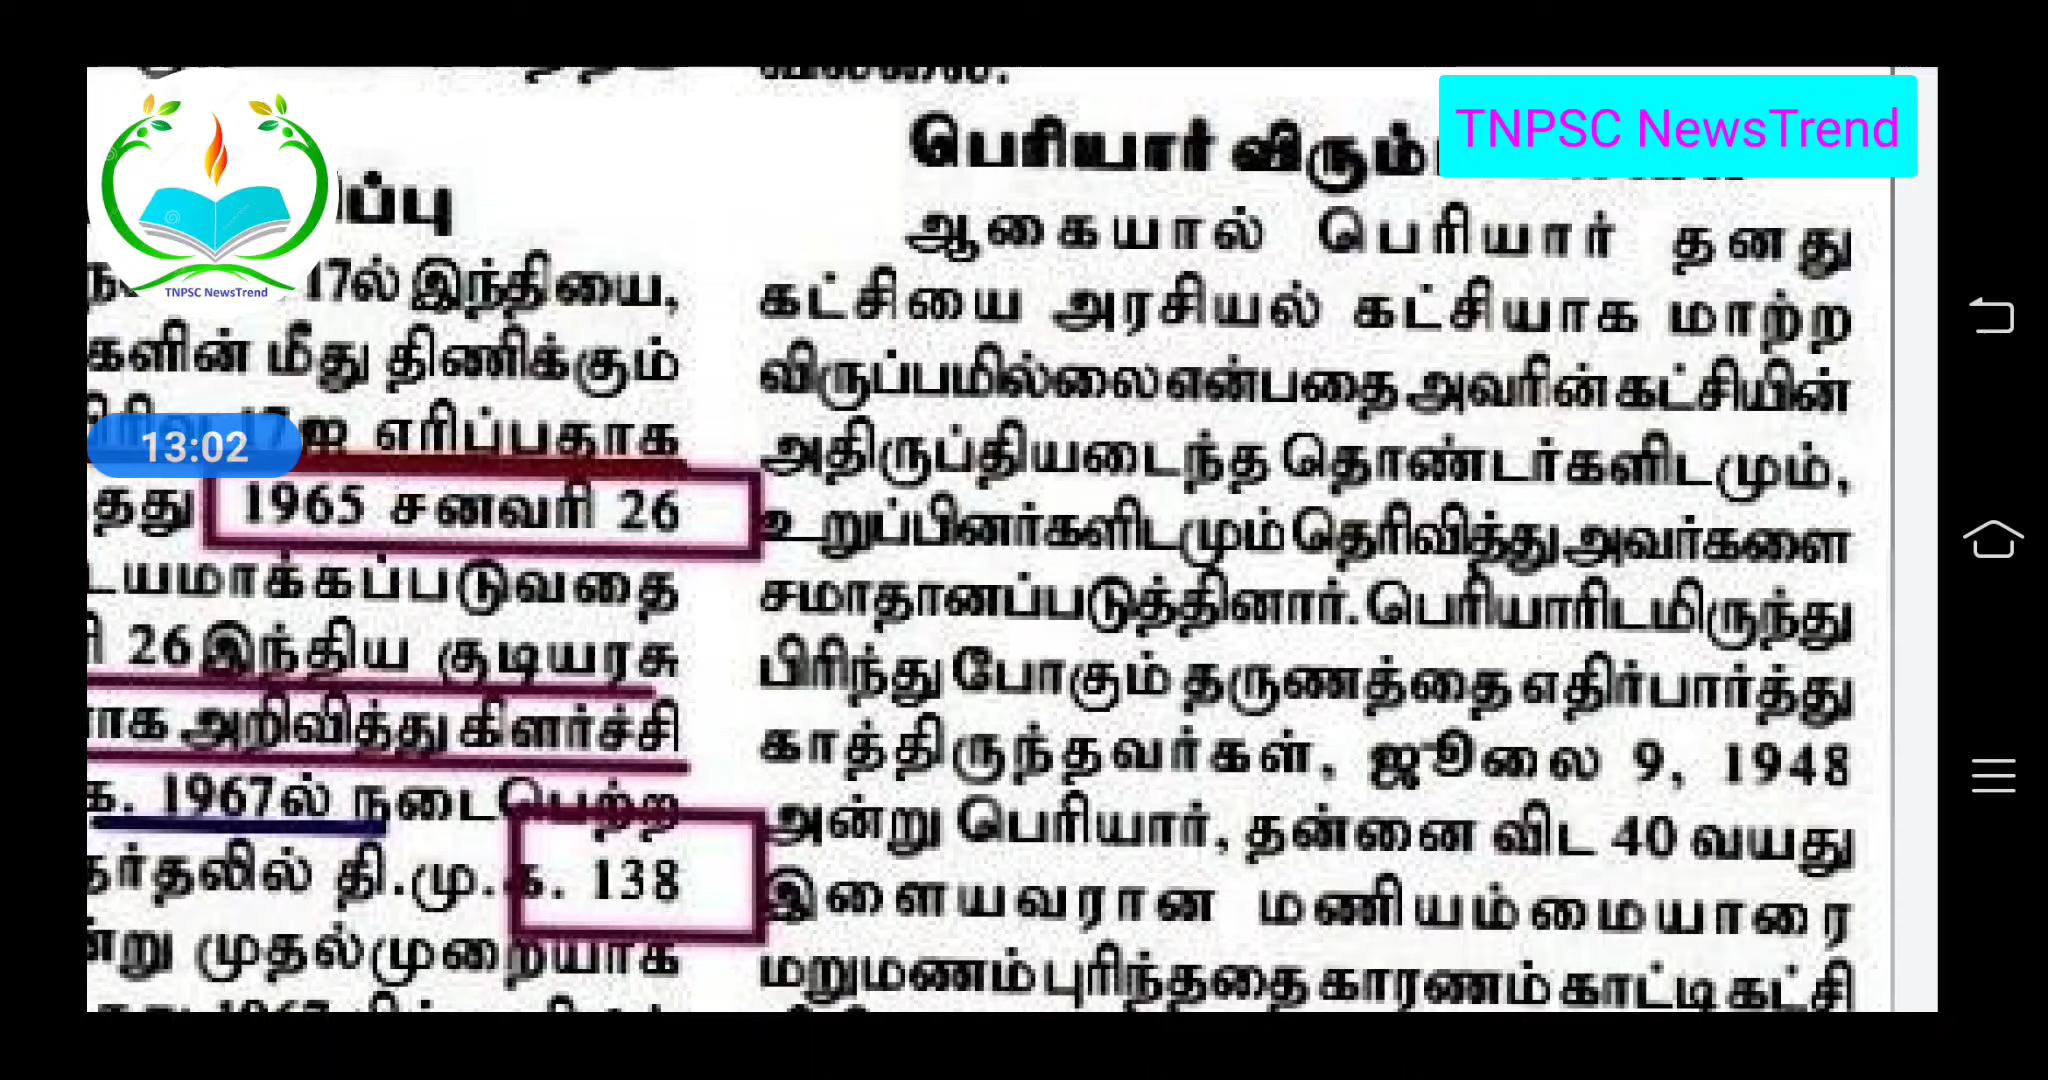 TNPSC NewsTrend
ப்பு
17ல் இந்தியை,
களின் மீது திணிக்கும்
17ஐ எரிப்பதாக
13:02
தது 1965 சனவரி 26
டயமாக்கப்படுவதை
26 இந்திய குடியரசு
ாக அறிவித்து கிளர்ச்சி
க. 1967ல் நடைபெற்ற
தர்தலில் தி.மு.க. 138
ன்று முதல்முறையாக
TNPSC NewsTrend
பெரியார்
ஆகையால் பெரியார் தனது
கட்சியை அரசியல் கட்சியாக மாற்ற
விருப்பமில்லை என்பதை அவரின் கட்சியின்
அதிருப்தியடைந்த தொண்டர்களிடமும்,
உறுப்பினர்களிடமும் தெரிவித்து அவர்களை
சமாதானப்படுத்தினார். பெரியாரிடமிருந்து
பிரிந்து போகும் தருணத்தை எதிர்பார்த்து
காத்திருந்தவர்கள், ஜூலை 9, 1948
அன்று பெரியார், தன்னை விட 40 வயது
இளையவரான மணியம்மையாரை
மறுமணம் புரிந்ததை காரணம் காட்டி கட்சி